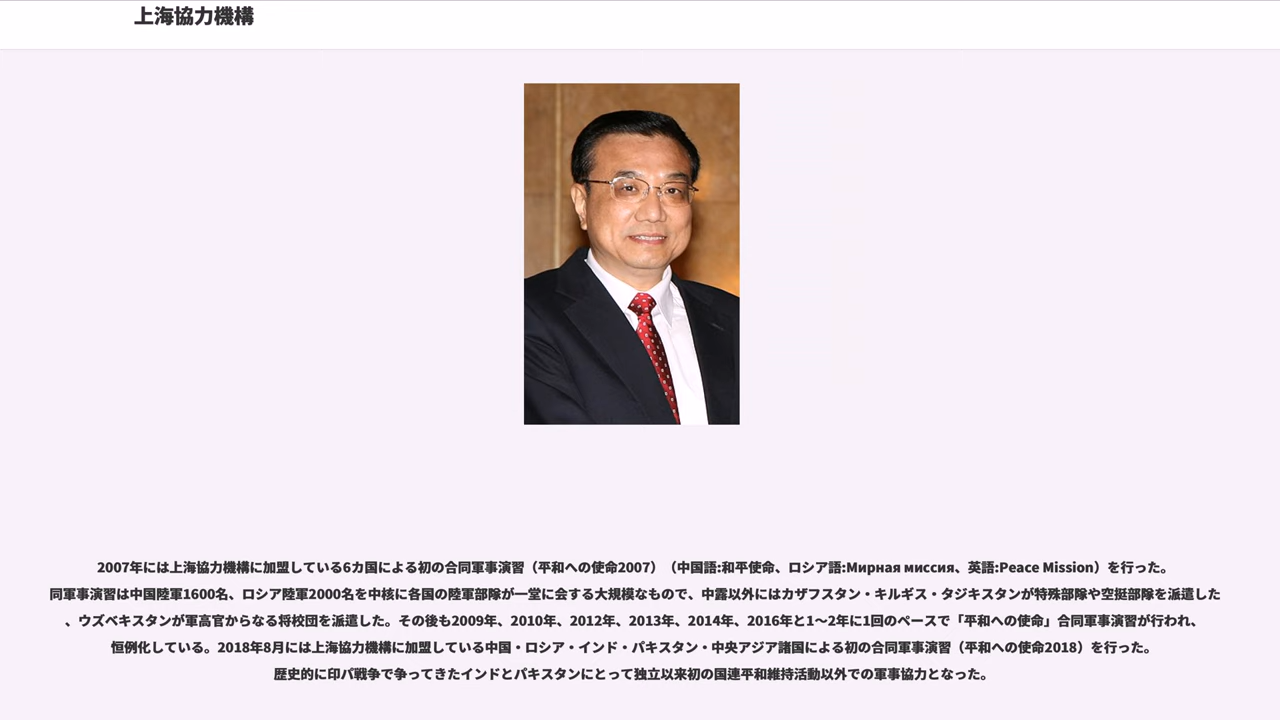 上海協力機構
2007年には上海協力機構に加盟している6カ国による初の合同軍事演習（平和への使命2007）（中国語:和平使命、ロシア語:Мирная миссия、英語:Peace Mission）を行った。
同軍事演習は中国陸軍1600名、ロシア陸軍2000名を中核に各国の陸軍部隊が一堂に会する大規模なもので、中露以外にはカザフスタン・キルギス・タジキスタンが特殊部隊や空挺部隊を派遣した
、ウズベキスタンが軍高官からなる将校団を派遣した。その後も2009年、2010年、2012年、2013年、2014年、2016年と1〜2年に1回のペースで「平和への使命」合同軍事演習が行われ、
恒例化している。2018年8月には上海協力機構に加盟している中国・ロシア・インド・パキスタン・中央アジア諸国による初の合同軍事演習（平和への使命2018）を行った。
歴史的に印パ戦争で争ってきたインドとパキスタンにとって独立以来初の国連平和維持活動以外での軍事協力となった。